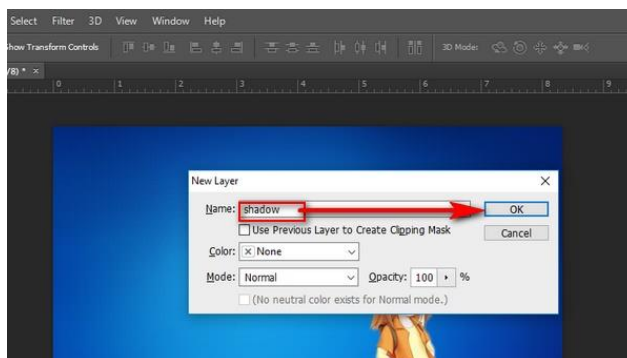 Select Filter 3D View Window Help
Show Transform Controls 3D Mode:
/8) * ×
0 1 2 3 4 5 6 7 8 9
New Layer
Name: shadow OK
Use Previous Layer to Create Clipping Mask Cancel
Color: × None
Mode: Normal Opacity: 100 %
(No neutral color exists for Normal mode.)